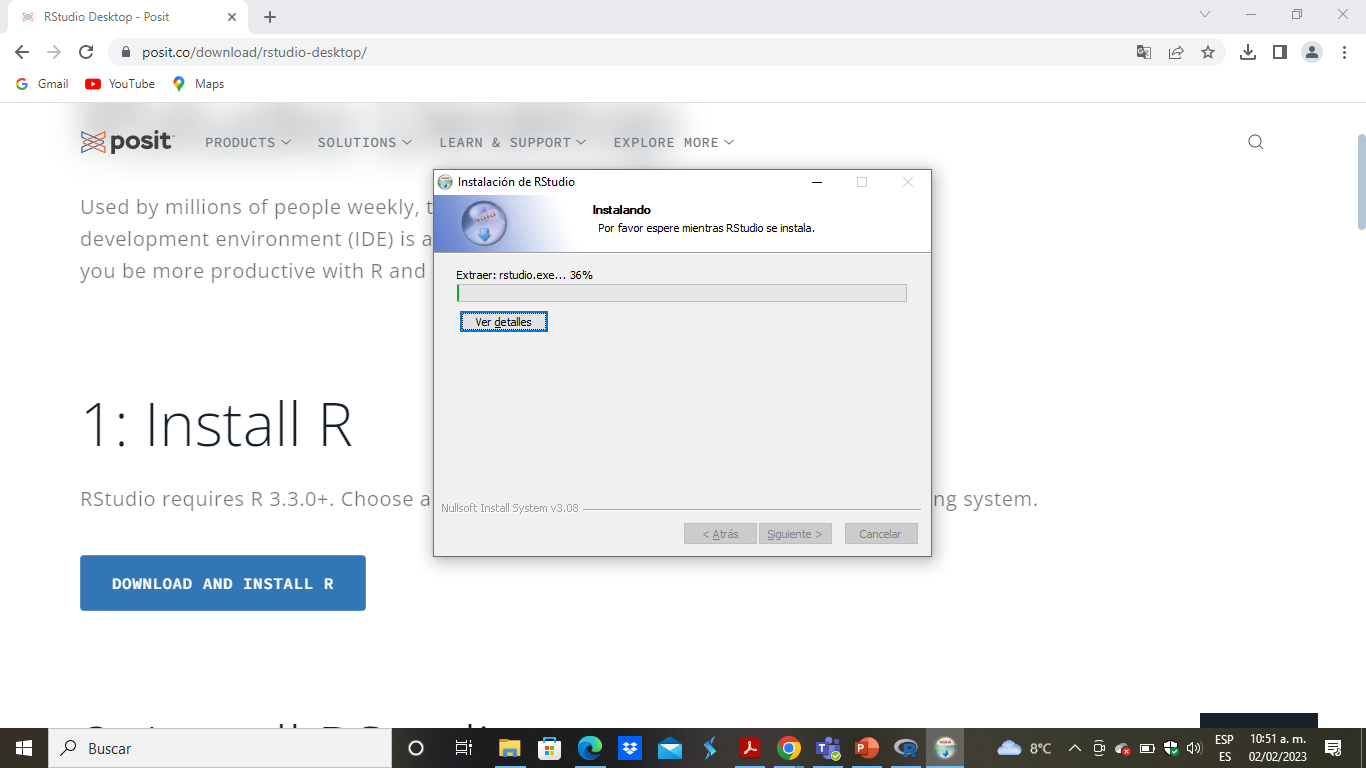 RStudio Desktop - Posit
posit.co/download/rstudio-desktop/
Gmail
YouTube
Maps
posit
PRODUCTS
SOLUTIONS
LEARN & SUPPORT
EXPLORE MORE
Used by millions of people weekly, t
development environment (IDE) is a
you be more productive with R and
Instalación de RStudio
Instalando
Por favor espere mientras RStudio se instala.
Extraer: rstudio.exe... 36%
Ver detalles
Nullsoft Install System v3.08
< Atrás
Siguiente >
Cancelar
1: Install R
RStudio requires R 3.3.0+. Choose a
ng system.
DOWNLOAD AND INSTALL R
Buscar
8°C
ESP
ES
10:51 a. m.
02/02/2023